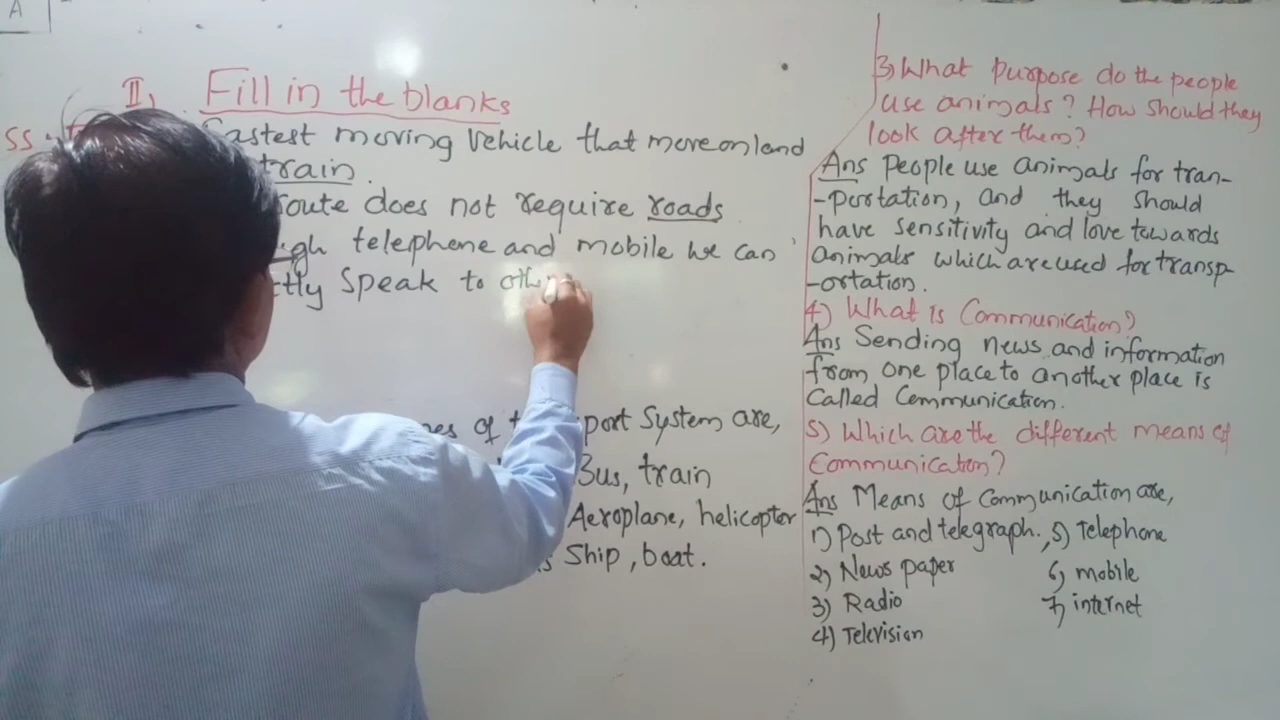 A
II, Fill in the blanks
SS
Fastest moving vehicle that move on land
train.
route does not require roads
telephone and mobile we can
Speak to oth
of port System are,
Bus, train
Aeroplane, helicopter
Ship, boat.
3, What purpose do the people
use animals? How should they
look after them?
Ans People use animals for tran-
-portation, and they should
have sensitivity and love towards
animals which are used for transp-
-ortation.
4) What is Communication?
Ans Sending news and information
from one place to another place is
Called Communication.
5) Which are the different means of
Communication?
Ans Means of Communication are,
1) Post and telegraph., 5) Telephone
2) News paper 6, mobile
3) Radio 7, internet
4) Television